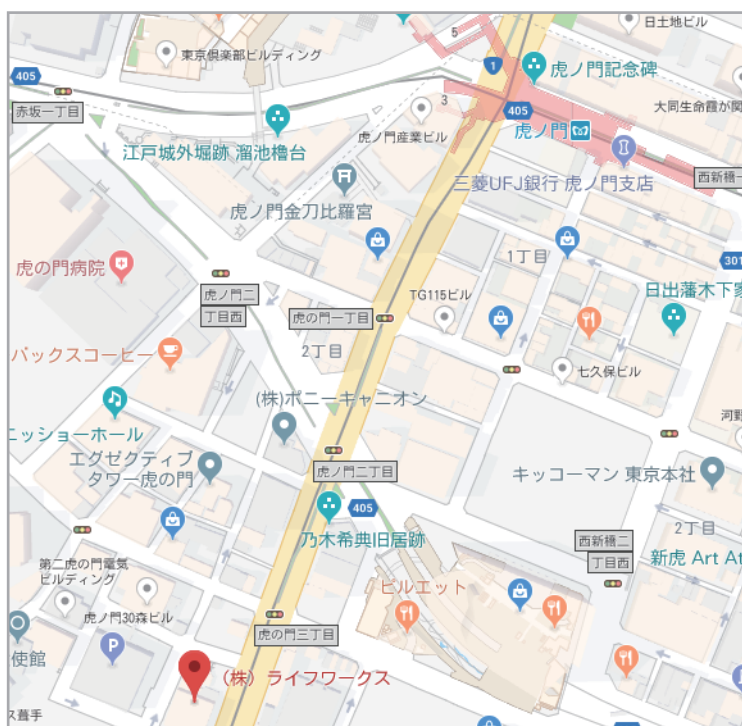 日土地ビル
5
東京倶楽部ビルディング
1
虎ノ門記念碑
405
赤坂一丁目
3
405
大同生命霞が関
虎ノ門産業ビル
虎ノ門
江戸城外堀跡 溜池櫓台
三菱UFJ銀行 虎ノ門支店
西新橋一
虎ノ門金刀比羅宮
1丁目
虎の門病院
301
虎ノ門二
丁目西
TG115ビル
日出藩木下家
虎の門一丁目
2丁目
バックスコーヒー
七久保ビル
(株)ポニーキャニオン
河野
ニッショーホール
エグゼクティブ
タワー虎の門
虎ノ門二丁目
キッコーマン 東京本社
405
2丁目
乃木希典旧居跡
西新橋二
丁目西
新虎 Art At
第二虎の門電気
ビルディング
ピルエット
虎ノ門30森ビル
虎の門三丁目
P
使館
(株) ライフワークス
ス葺手
405